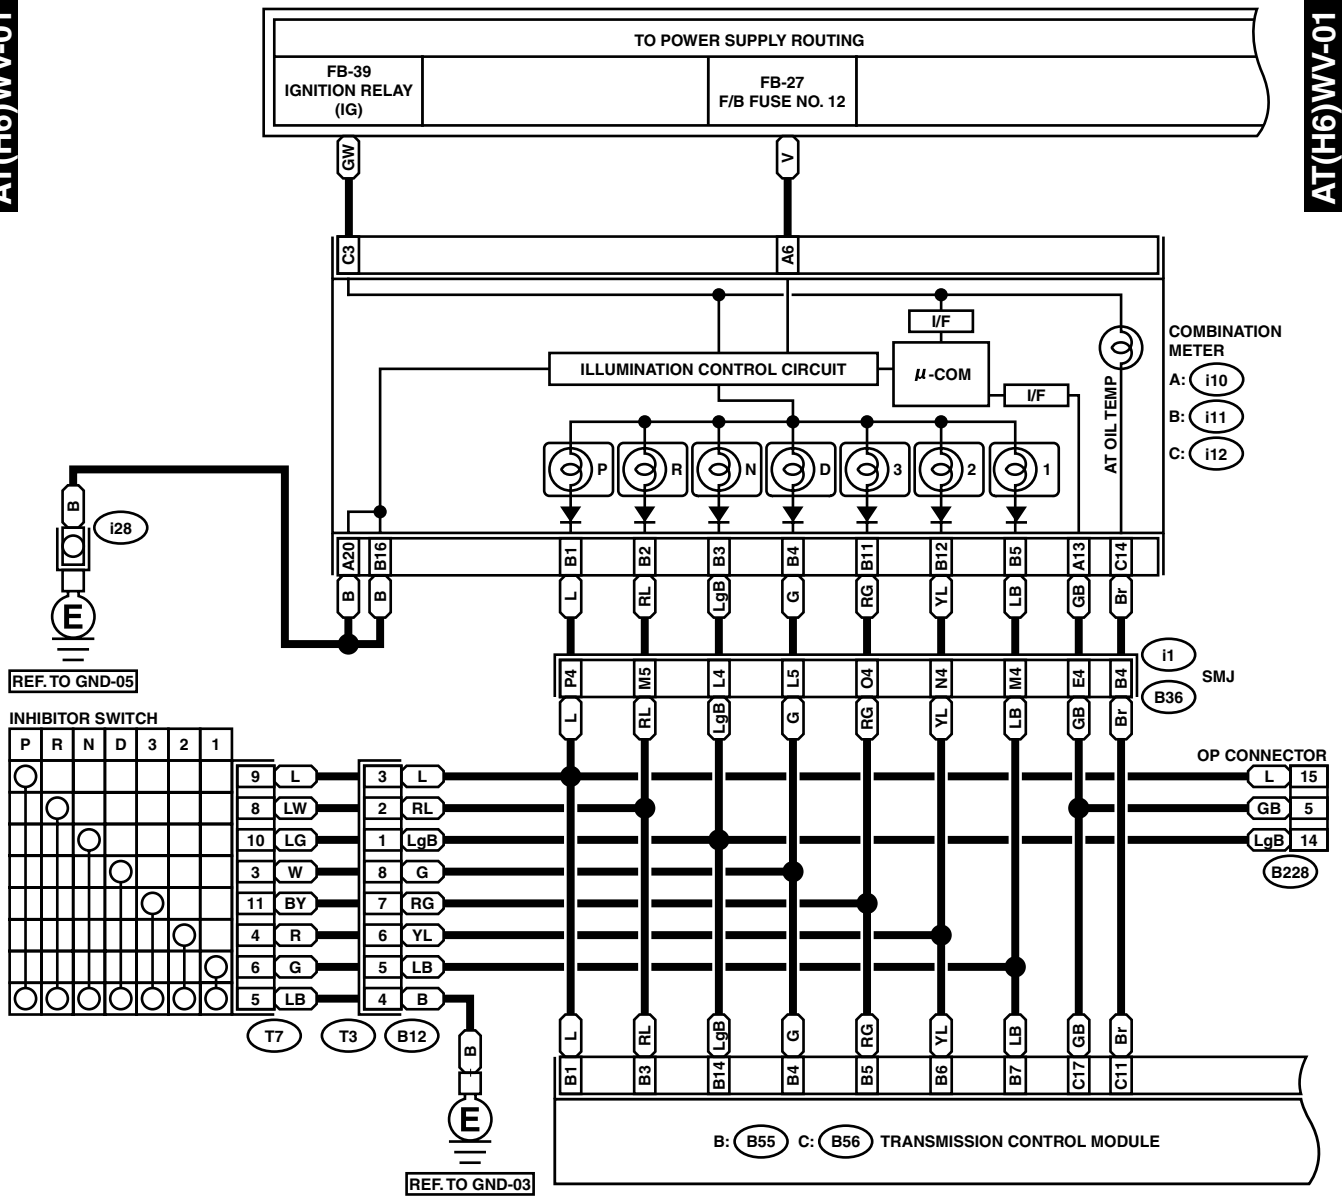 AT(H6)WV-01
AT(H6)WV-01
TO POWER SUPPLY ROUTING
FB-39
IGNITION RELAY
(IG)
FB-27
F/B FUSE NO. 12
GW
V
C3
A6
I/F
ILLUMINATION CONTROL CIRCUIT
μ-COM
I/F
AT OIL TEMP
COMBINATION
METER
A: i10
B: i11
C: i12
P R N D 3 2 1
B
i28
E
REF. TO GND-05
A20 B16 B1 B2 B3 B4 B11 B12 B5 A13 C14
B B L RL LgB G RG YL LB GB Br
i1
P4 M5 L4 L5 O4 N4 M4 E4 B4
SMJ
B36
L RL LgB G RG YL LB GB Br
INHIBITOR SWITCH
P R N D 3 2 1
OP CONNECTOR
9 L 3 L L 15
8 LW 2 RL GB 5
10 LG 1 LgB LgB 14
3 W 8 G
B228
11 BY 7 RG
4 R 6 YL
6 G 5 LB
5 LB 4 B
T7 T3 B12
B
E
REF. TO GND-03
L RL LgB G RG YL LB GB Br
B1 B3 B14 B4 B5 B6 B7 C17 C11
B: B55 C: B56 TRANSMISSION CONTROL MODULE